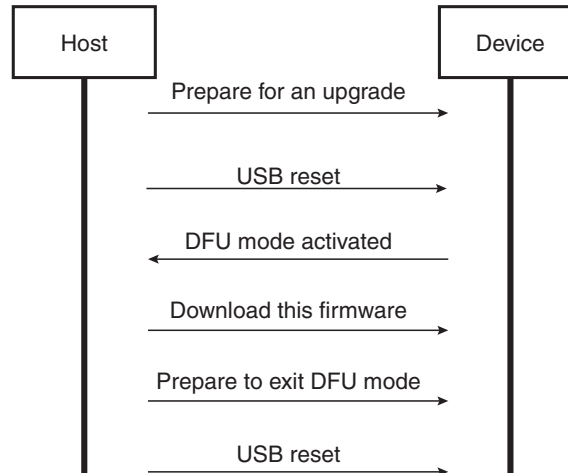 Host
Device
Prepare for an upgrade
USB reset
DFU mode activated
Download this firmware
Prepare to exit DFU mode
USB reset